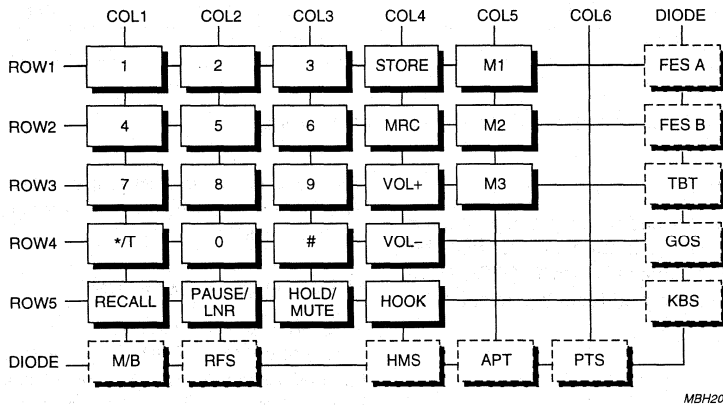 COL1 COL2 COL3 COL4 COL5 COL6 DIODE
ROW1 1 2 3 STORE M1 FES A
ROW2 4 5 6 MRC M2 FES B
ROW3 7 8 9 VOL+ M3 TBT
ROW4 */T 0 # VOL− GOS
ROW5 RECALL PAUSE/ LNR HOLD/ MUTE HOOK KBS
DIODE M/B RFS HMS APT PTS
MBH20